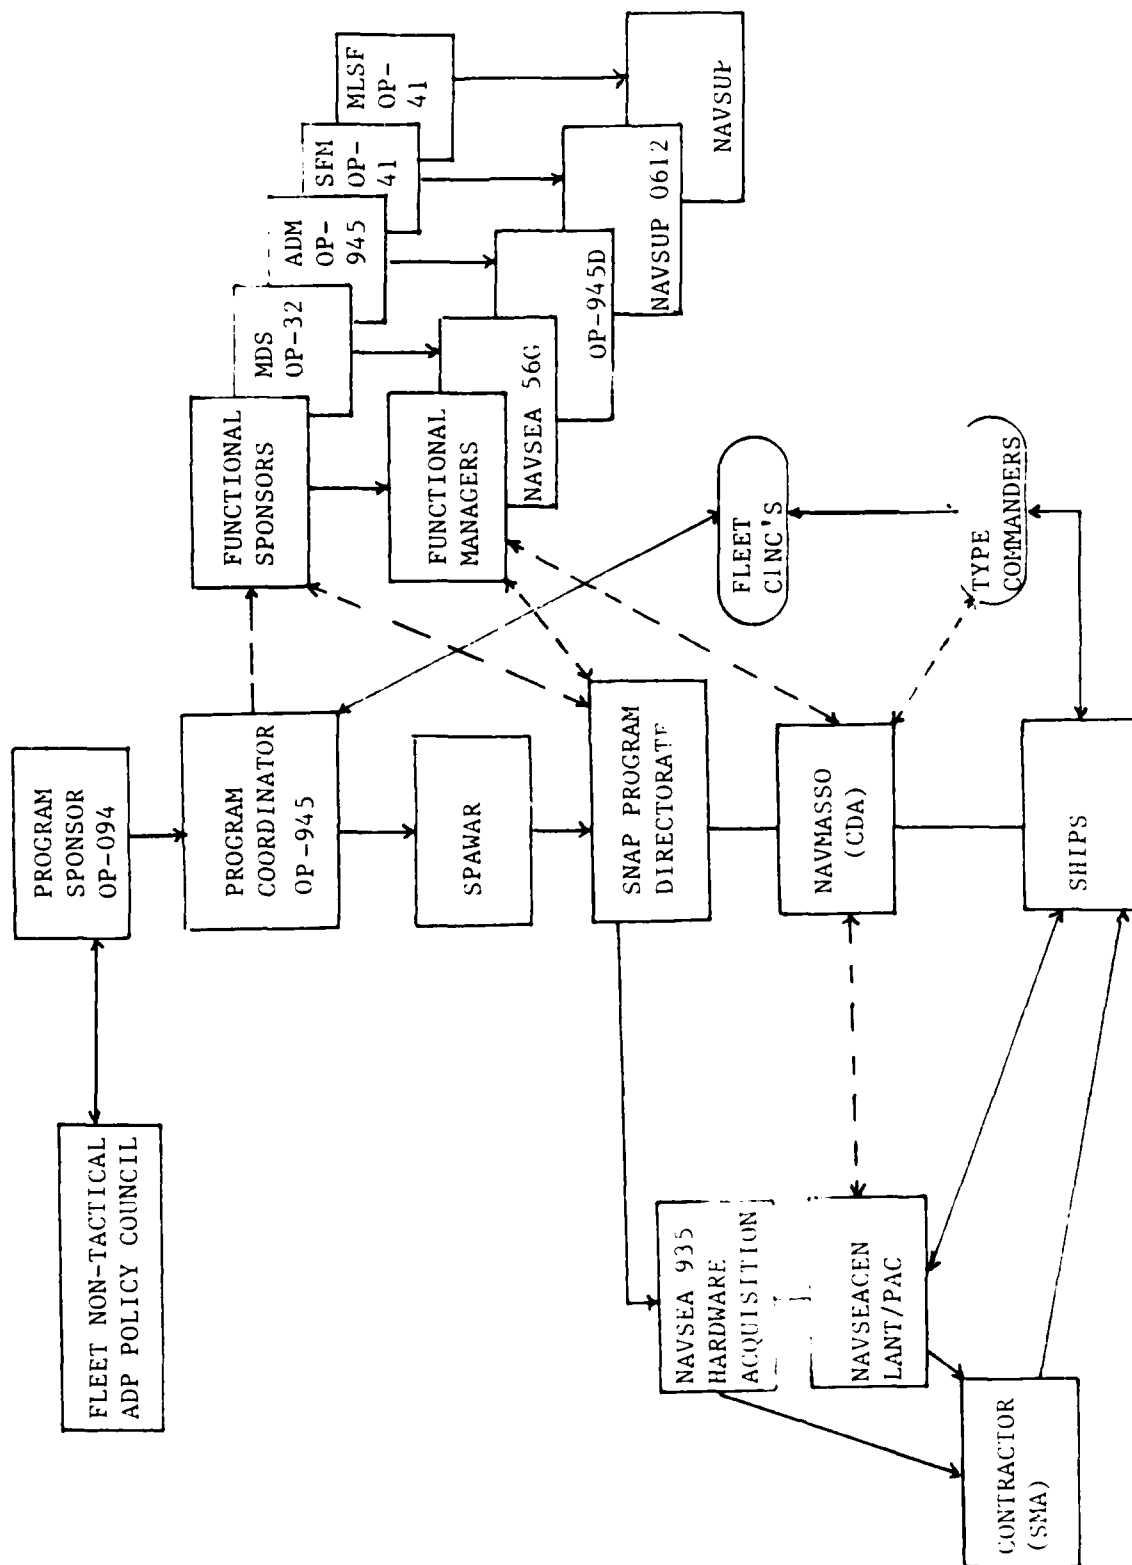 FLEET NON-TACTICAL
ADP POLICY COUNCIL
PROGRAM
SPONSOR
OP-094
PROGRAM
COORDINATOR
OP-945
FUNCTIONAL
SPONSORS
MDS
OP-32
ADM
OP-
945
SFM
OP-
41
MLSF
OP-
41
SPAWAR
FUNCTIONAL
MANAGERS
NAVSEA 56G
OP-945D
NAVSUP 0612
NAVSUP
SNAP PROGRAM
DIRECTORATE
FLEET
CINC'S
NAVSEA 935
HARDWARE
ACQUISITION
NAVMASSO
(CDA)
TYPE
COMMANDERS
NAVSEACEN
LANT/PAC
CONTRACTOR
(SMA)
SHIPS